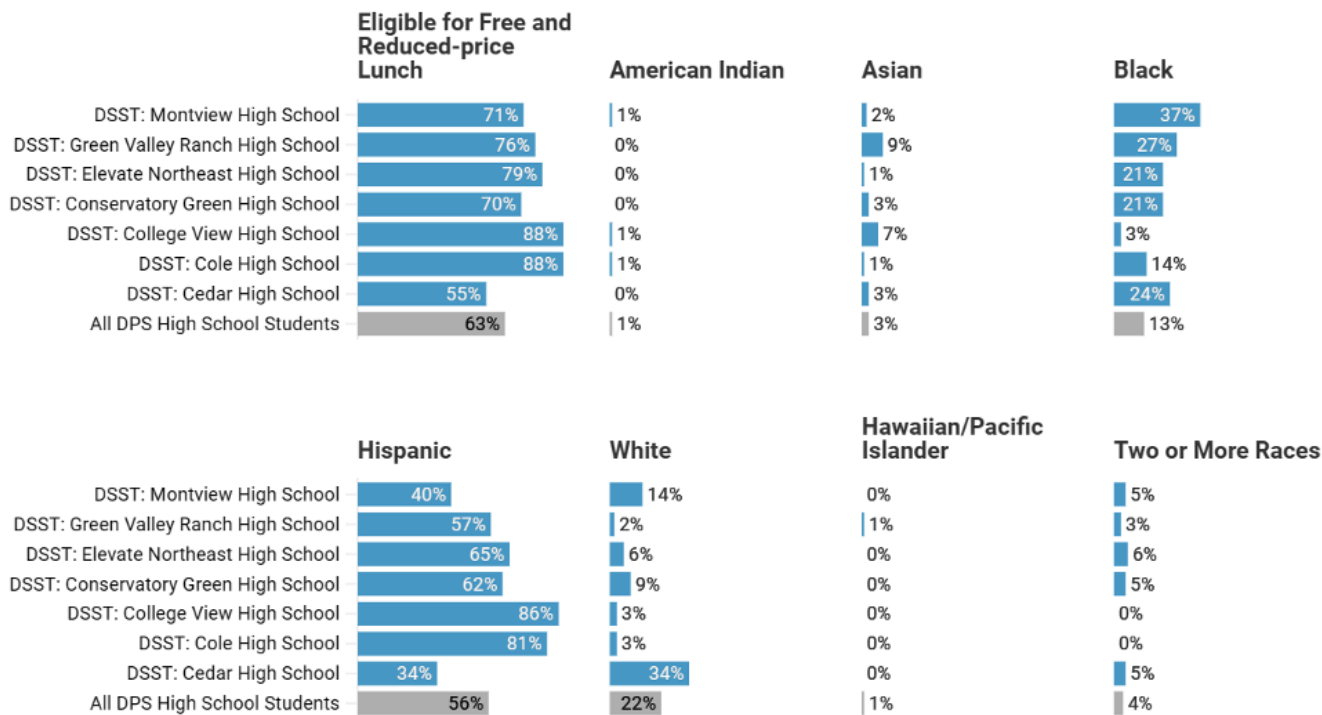 Eligible for Free and
Reduced-price
Lunch American Indian Asian Black
DSST: Montview High School 71% 1% 2% 37%
DSST: Green Valley Ranch High School 76% 0% 9% 27%
DSST: Elevate Northeast High School 79% 0% 1% 21%
DSST: Conservatory Green High School 70% 0% 3% 21%
DSST: College View High School 88% 1% 7% 3%
DSST: Cole High School 88% 1% 1% 14%
DSST: Cedar High School 55% 0% 3% 24%
All DPS High School Students 63% 1% 3% 13%
Hawaiian/Pacific
Hispanic White Islander Two or More Races
DSST: Montview High School 40% 14% 0% 5%
DSST: Green Valley Ranch High School 57% 2% 1% 3%
DSST: Elevate Northeast High School 65% 6% 0% 6%
DSST: Conservatory Green High School 62% 9% 0% 5%
DSST: College View High School 86% 3% 0% 0%
DSST: Cole High School 81% 3% 0% 0%
DSST: Cedar High School 34% 34% 0% 5%
All DPS High School Students 56% 22% 1% 4%